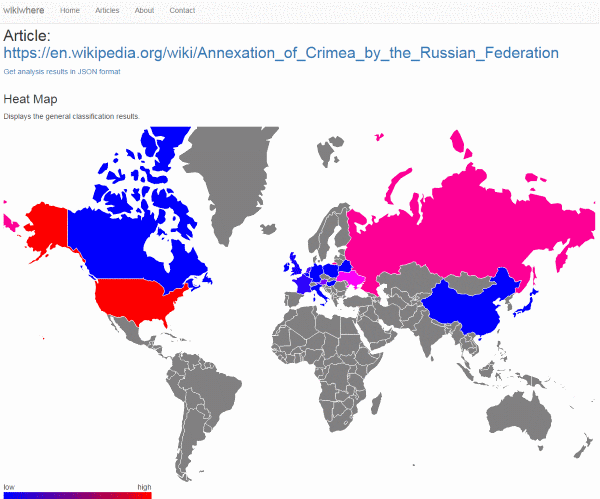 wikiwhere Home Articles About Contact
Article:
https://en.wikipedia.org/wiki/Annexation_of_Crimea_by_the_Russian_Federation
Get analysis results in JSON format
Heat Map
Displays the general classification results.
low high